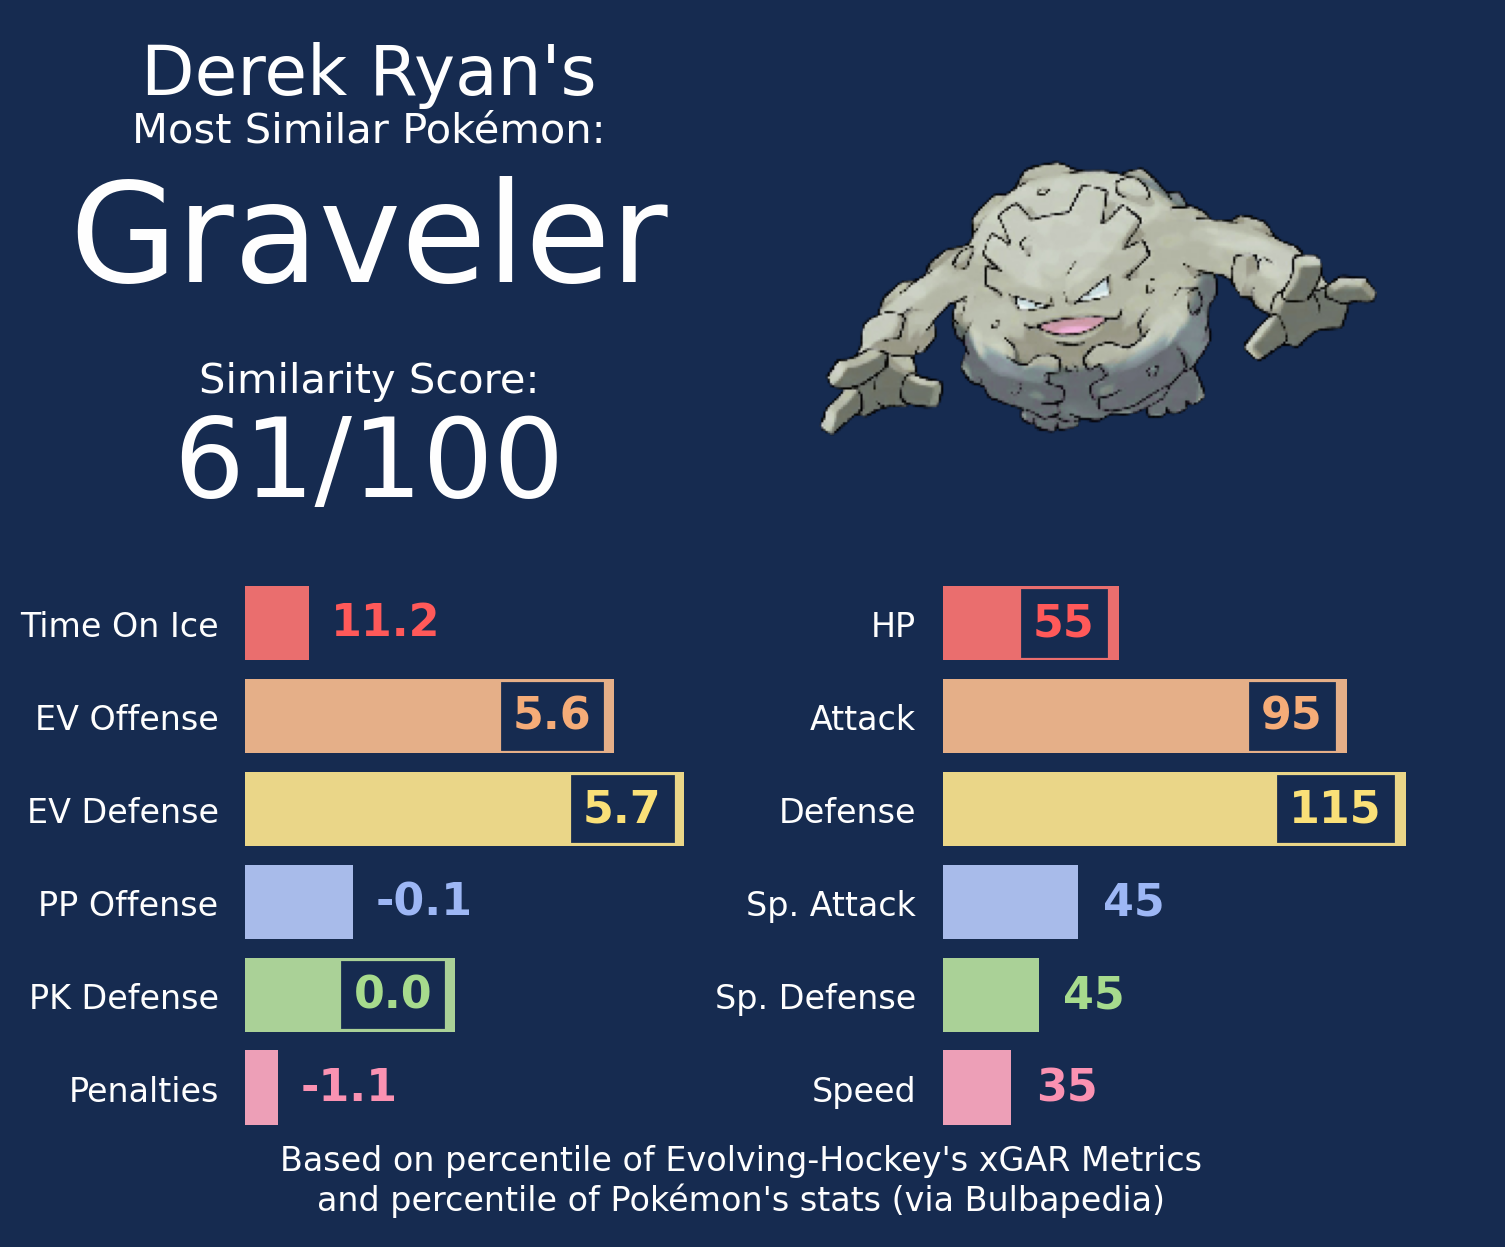 Derek Ryan's
Most Similar Pokémon:
Graveler
Similarity Score:
61/100
Time On Ice 11.2
EV Offense 5.6
EV Defense 5.7
PP Offense -0.1
PK Defense 0.0
Penalties -1.1
HP 55
Attack 95
Defense 115
Sp. Attack 45
Sp. Defense 45
Speed 35
Based on percentile of Evolving-Hockey's xGAR Metrics
and percentile of Pokémon's stats (via Bulbapedia)